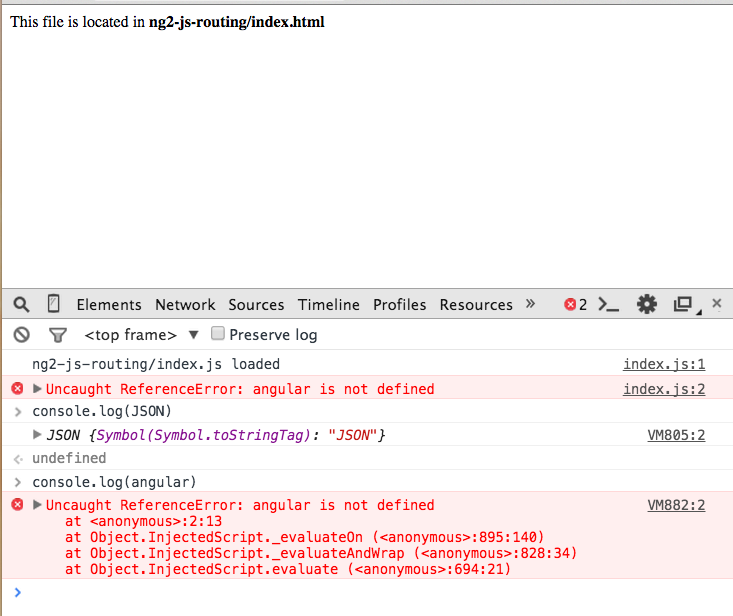 This file is located in ng2-js-routing/index.html
Elements Network Sources Timeline Profiles Resources » 2
<top frame> ▼ Preserve log
ng2-js-routing/index.js loaded index.js:1
Uncaught ReferenceError: angular is not defined index.js:2
console.log(JSON)
JSON {Symbol(Symbol.toStringTag): "JSON"} VM805:2
undefined
console.log(angular)
Uncaught ReferenceError: angular is not defined VM882:2
at <anonymous>:2:13
at Object.InjectedScript._evaluateOn (<anonymous>:895:140)
at Object.InjectedScript._evaluateAndWrap (<anonymous>:828:34)
at Object.InjectedScript.evaluate (<anonymous>:694:21)